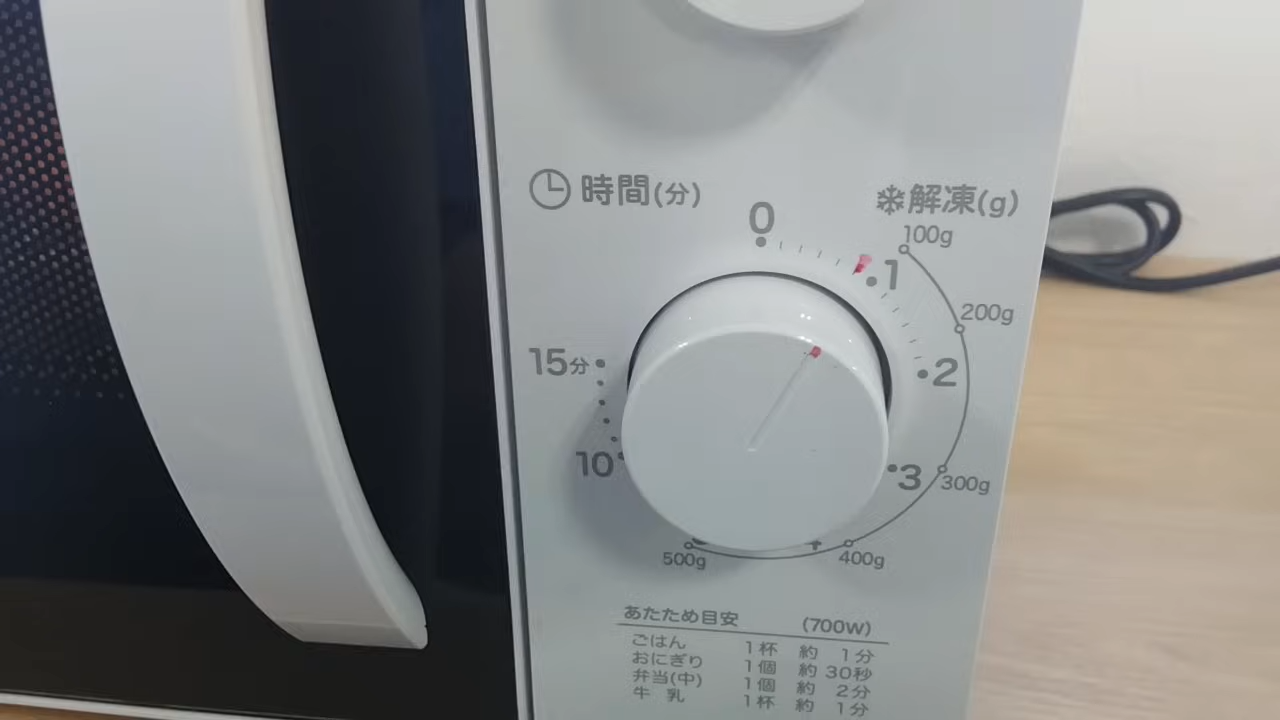 時間(分)
解凍(g)
0
100g
1
200g
15分
2
10
3
300g
500g
400g
あたため目安 (700W)
ごはん 1杯 約 1分
おにぎり 1個 約 30秒
弁当(中) 1個 約 2分
牛 乳 1杯 約 1分